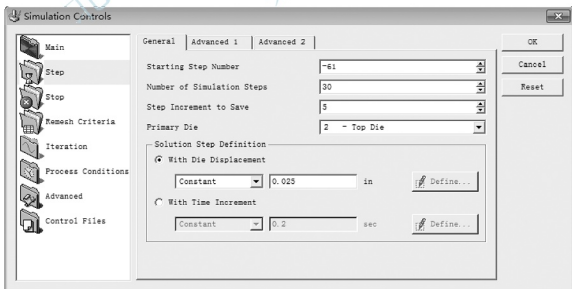 Simulation Controls
Main
Step
Stop
Remesh Criteria
Iteration
Process Conditions
Advanced
Control Files
General Advanced 1 Advanced 2
Starting Step Number -61
Number of Simulation Steps 30
Step Increment to Save 5
Primary Die 2 - Top Die
Solution Step Definition
With Die Displacement
Constant 0.025 in Define...
With Time Increment
Constant 0.2 sec Define...
OK
Cancel
Reset